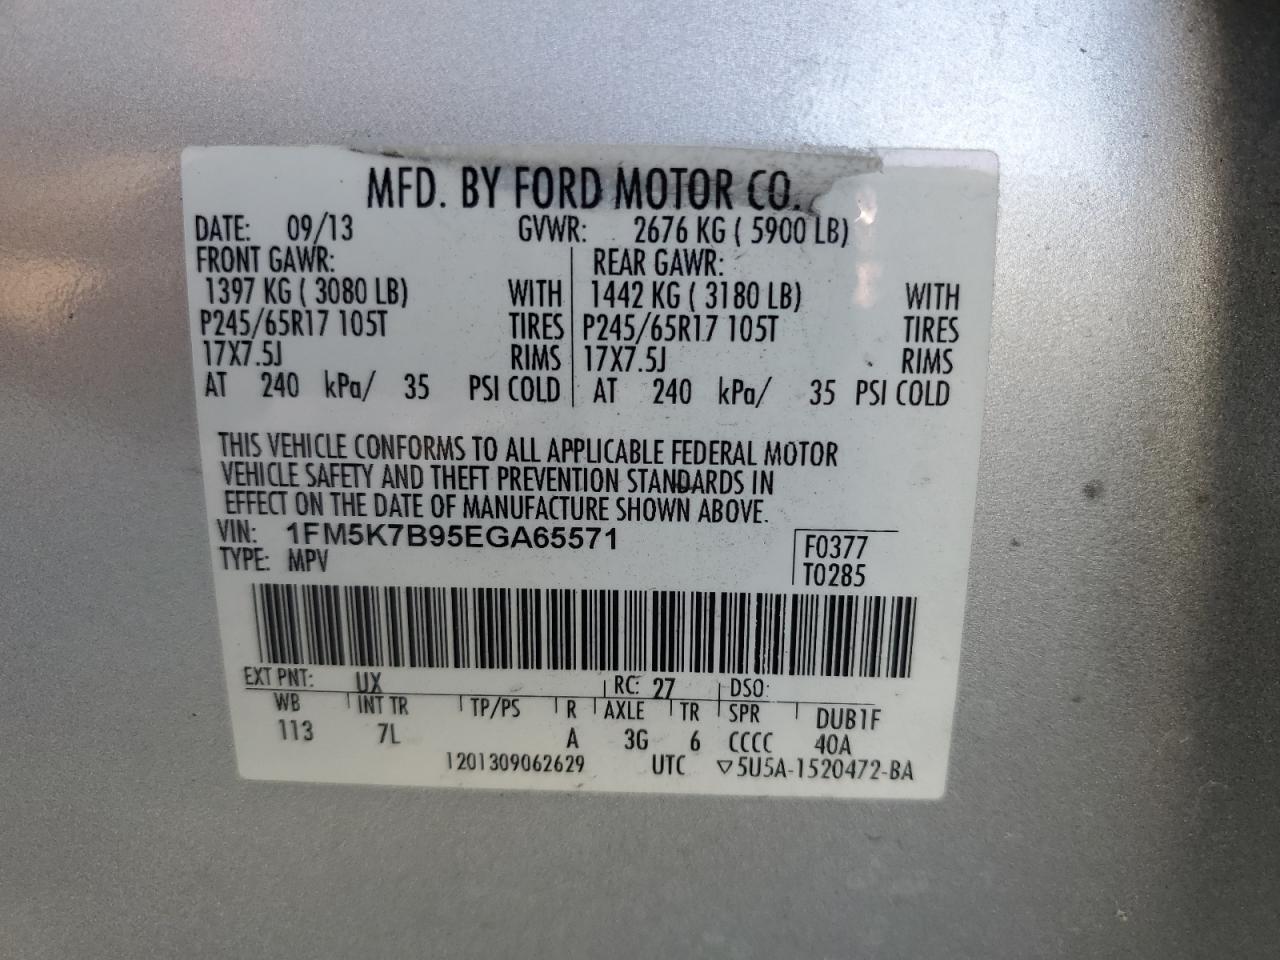 MFD. BY FORD MOTOR CO.
DATE: 09/13 GVWR: 2676 KG ( 5900 LB)
FRONT GAWR: REAR GAWR:
1397 KG ( 3080 LB) WITH 1442 KG ( 3180 LB) WITH
P245/65R17 105T TIRES P245/65R17 105T TIRES
17X7.5J RIMS 17X7.5J RIMS
AT 240 kPa/ 35 PSI COLD AT 240 kPa/ 35 PSI COLD
THIS VEHICLE CONFORMS TO ALL APPLICABLE FEDERAL MOTOR
VEHICLE SAFETY AND THEFT PREVENTION STANDARDS IN
EFFECT ON THE DATE OF MANUFACTURE SHOWN ABOVE.
VIN: 1FM5K7B95EGA65571 F0377
TYPE: MPV T0285
EXT PNT: UX RC: 27 DSO:
WB INT TR TP/PS R AXLE TR SPR DUB1F
113 7L A 3G 6 CCCC 40A
1201309062629 UTC ▽5U5A-1520472-BA